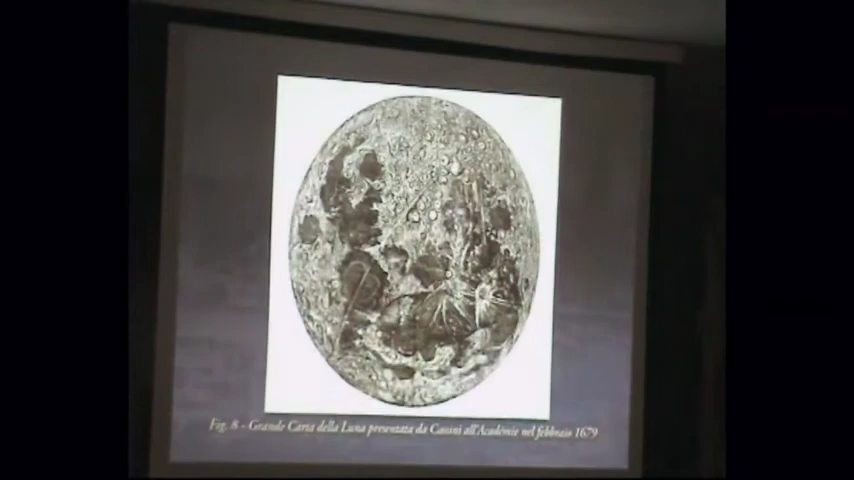 Fig. 8 - Grande Carta della Luna presentata da Cassini all'Académie nel febbraio 1679